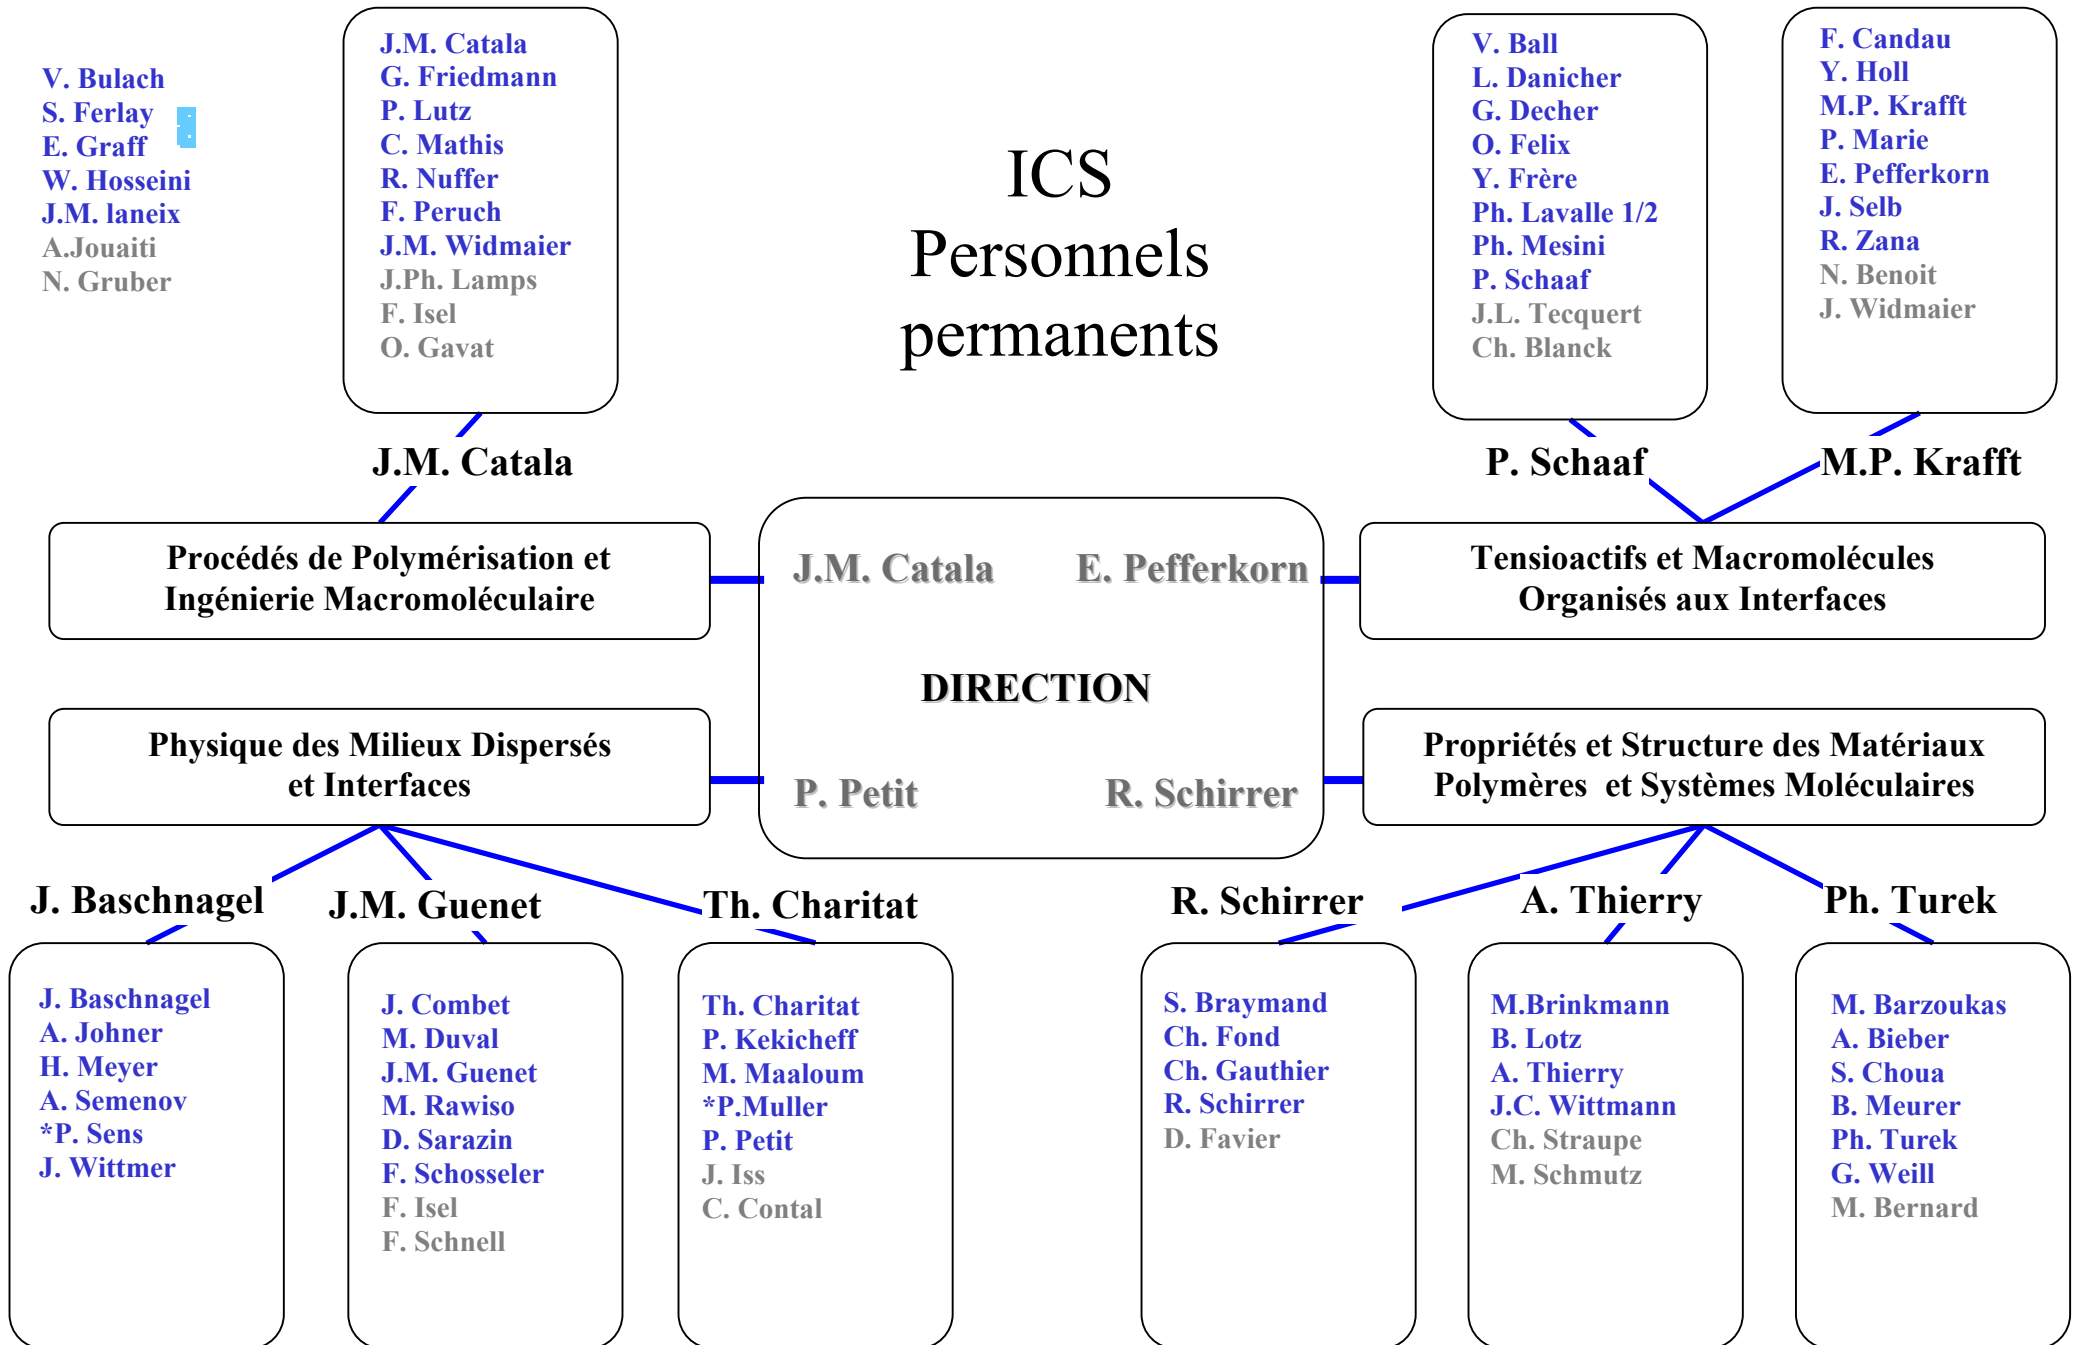 V. Bulach
S. Ferlay
E. Graff
W. Hosseini
J.M. laneix
A.Jouaiti
N. Gruber
J.M. Catala
G. Friedmann
P. Lutz
C. Mathis
R. Nuffer
F. Peruch
J.M. Widmaier
J.Ph. Lamps
F. Isel
O. Gavat
ICS
Personnels
permanents
V. Ball
L. Danicher
G. Decher
O. Felix
Y. Frère
Ph. Lavalle 1/2
Ph. Mesini
P. Schaaf
J.L. Tecquert
Ch. Blanck
F. Candau
Y. Holl
M.P. Krafft
P. Marie
E. Pefferkorn
J. Selb
R. Zana
N. Benoit
J. Widmaier
J.M. Catala
P. Schaaf
M.P. Krafft
Procédés de Polymérisation et
Ingénierie Macromoléculaire
J.M. Catala
E. Pefferkorn
Tensioactifs et Macromolécules
Organisés aux Interfaces
DIRECTION
Physique des Milieux Dispersés
et Interfaces
P. Petit
R. Schirrer
Propriétés et Structure des Matériaux
Polymères et Systèmes Moléculaires
J. Baschnagel
J.M. Guenet
Th. Charitat
R. Schirrer
A. Thierry
Ph. Turek
J. Baschnagel
A. Johner
H. Meyer
A. Semenov
*P. Sens
J. Wittmer
J. Combet
M. Duval
J.M. Guenet
M. Rawiso
D. Sarazin
F. Schosseler
F. Isel
F. Schnell
Th. Charitat
P. Kekicheff
M. Maaloum
*P.Muller
P. Petit
J. Iss
C. Contal
S. Braymand
Ch. Fond
Ch. Gauthier
R. Schirrer
D. Favier
M.Brinkmann
B. Lotz
A. Thierry
J.C. Wittmann
Ch. Straupe
M. Schmutz
M. Barzoukas
A. Bieber
S. Choua
B. Meurer
Ph. Turek
G. Weill
M. Bernard